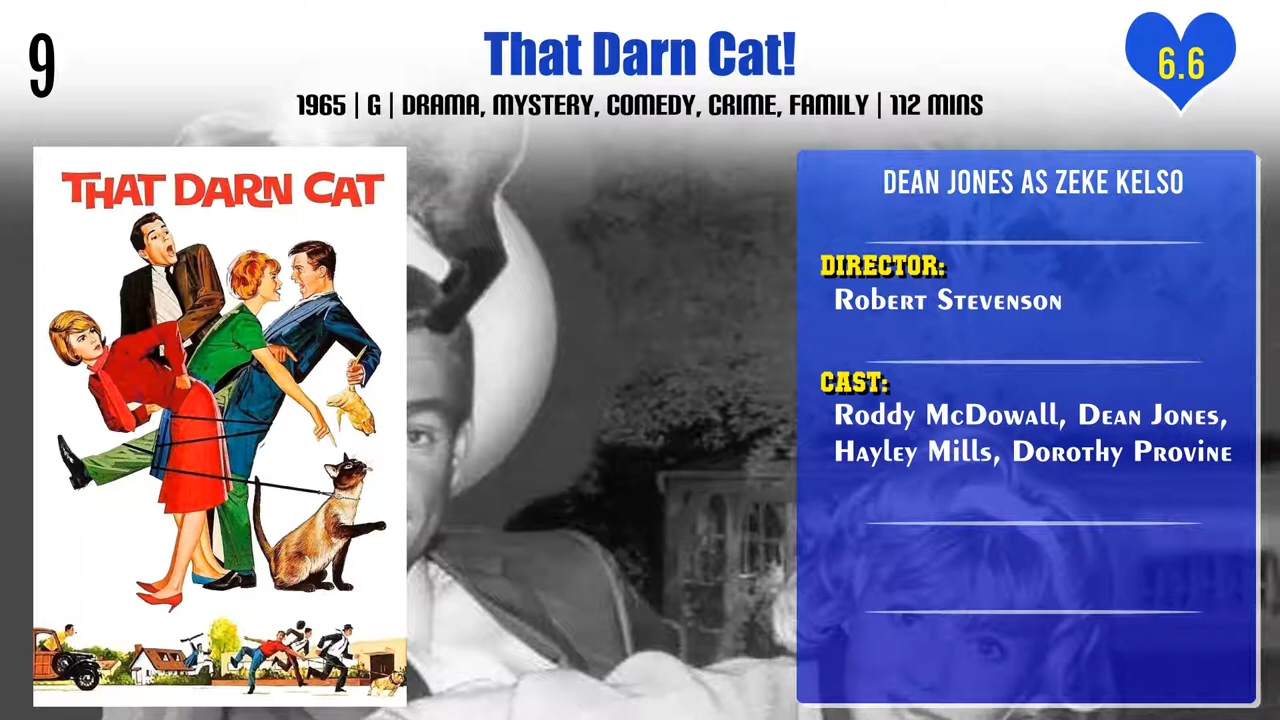 9
That Darn Cat!
6.6
1965 | G | DRAMA, MYSTERY, COMEDY, CRIME, FAMILY | 112 MINS
THAT DARN CAT
DEAN JONES AS ZEKE KELSO
DIRECTOR:
Robert Stevenson
CAST:
Roddy McDowall, Dean Jones,
Hayley Mills, Dorothy Provine